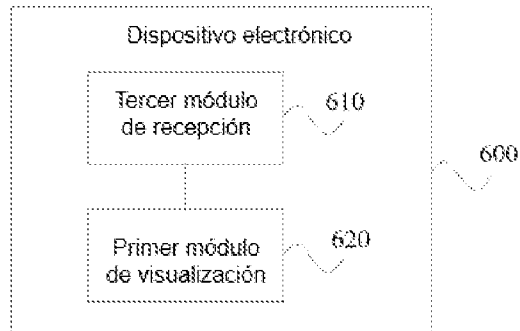 Dispositivo electrónico
Tercer módulo
de recepción
610
600
Primer módulo
de visualización
620